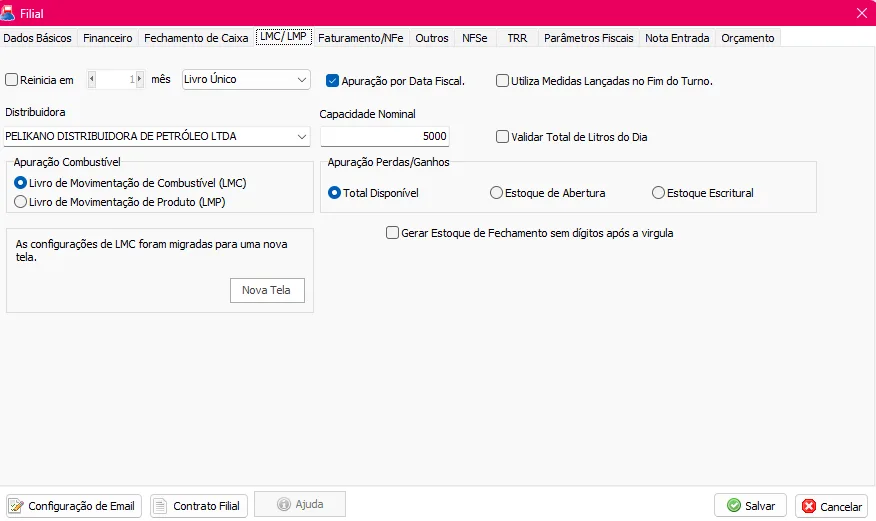 Filial
Dados Básicos Financeiro Fechamento de Caixa LMC/ LMP Faturamento/NFe Outros NFSe TRR Parâmetros Fiscais Nota Entrada Orçamento
Reinicia em 1 mês Livro Único Apuração por Data Fiscal. Utiliza Medidas Lançadas no Fim do Turno.
Distribuidora Capacidade Nominal
PELIKANO DISTRIBUIDORA DE PETRÓLEO LTDA 5000 Validar Total de Litros do Dia
Apuração Combustível Apuração Perdas/Ganhos
Livro de Movimentação de Combustível (LMC) Total Disponível Estoque de Abertura Estoque Escritural
Livro de Movimentação de Produto (LMP)
Gerar Estoque de Fechamento sem dígitos após a virgula
As configurações de LMC foram migradas para uma nova
tela.
Nova Tela
Configuração de Email Contrato Filial Ajuda Salvar Cancelar